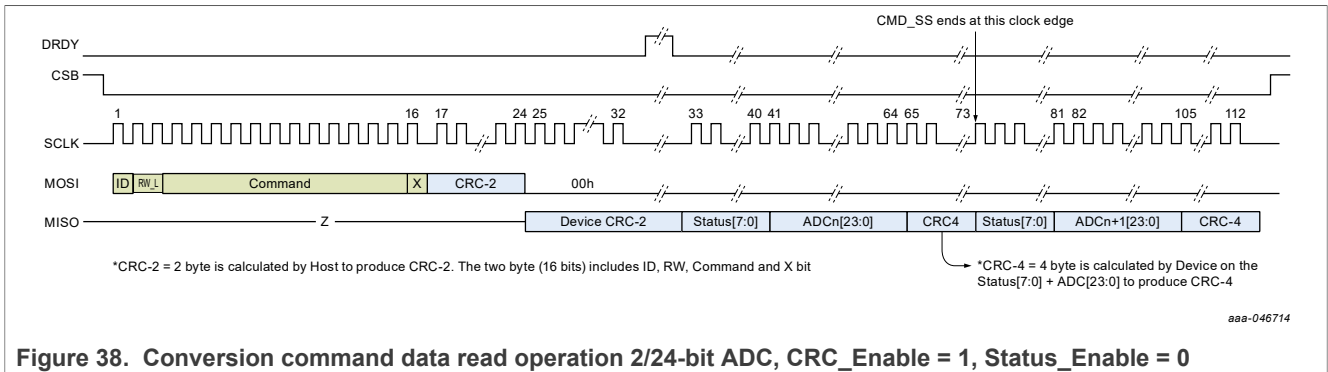 CMD_SS ends at this clock edge
DRDY
CSB
1 16 17 24 25 32 33 40 41 64 65 73 81 82 105 112
SCLK
MOSI ID RW_L Command X CRC-2 00h
MISO Z Device CRC-2 Status[7:0] ADCn[23:0] CRC4 Status[7:0] ADCn+1[23:0] CRC-4
*CRC-2 = 2 byte is calculated by Host to produce CRC-2. The two byte (16 bits) includes ID, RW, Command and X bit
*CRC-4 = 4 byte is calculated by Device on the
Status[7:0] + ADC[23:0] to produce CRC-4
aaa-046714
Figure 38. Conversion command data read operation 2/24-bit ADC, CRC_Enable = 1, Status_Enable = 0